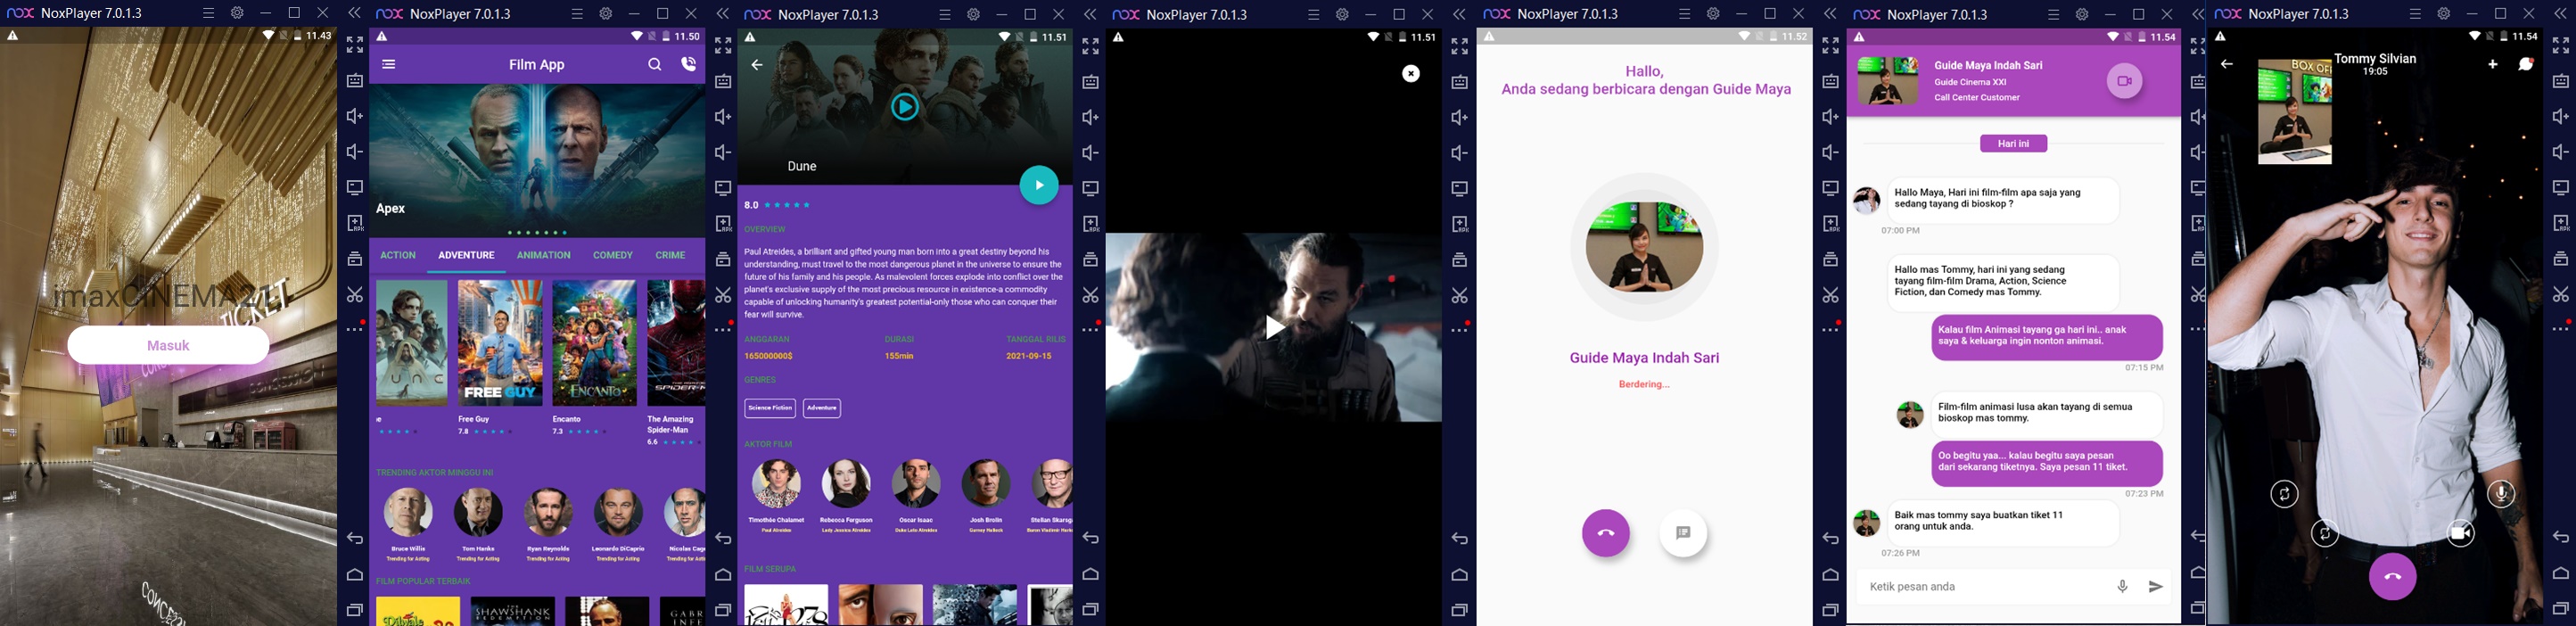 NoxPlayer 7.0.1.3
11.43
imaxCINEMA21
TICKET
Masuk
CONCESSION
NoxPlayer 7.0.1.3
11.50
Film App
Apex
ACTION
ADVENTURE
ANIMATION
COMEDY
CRIME
FREE GUY
ENCANTO
SPIDER-
e
Free Guy
7.8
Encanto
7.3
The Amazing
Spider-Man
6.6
TRENDING AKTOR MINGGU INI
Bruce Willis
Trending for Acting
Tom Hanks
Trending for Acting
Ryan Reynolds
Trending for Acting
Leonardo DiCaprio
Trending for Acting
Nicolas Cag
Trending for Acting
FILM POPULAR TERBAIK
Dilwale
SHAWSHANK
REDEMPTION
GABR
NoxPlayer 7.0.1.3
11.51
Dune
8.0
OVERVIEW
Paul Atreides, a brilliant and gifted young man born into a great destiny beyond his
understanding, must travel to the most dangerous planet in the universe to ensure the
future of his family and his people. As malevolent forces explode into conflict over the
planet's exclusive supply of the most precious resource in existence-a commodity
capable of unlocking humanity's greatest potential-only those who can conquer their
fear will survive.
ANGGARAN
165000000$
DURASI
155min
TANGGAL RILIS
2021-09-15
GENRES
Science Fiction
Adventure
AKTOR FILM
Timothée Chalamet
Paul Atreides
Rebecca Ferguson
Lady Jessica Atreides
Oscar Isaac
Duke Leto Atreides
Josh Brolin
Gurney Halleck
Stellan Skarsg
Baron Vladimir Hark
FILM SERUPA
NoxPlayer 7.0.1.3
11.51
NoxPlayer 7.0.1.3
11.52
Hallo,
Anda sedang berbicara dengan Guide Maya
Guide Maya Indah Sari
Berdering...
NoxPlayer 7.0.1.3
11.54
Guide Maya Indah Sari
Guide Cinema XXI
Call Center Customer
Hari ini
Hallo Maya, Hari ini film-film apa saja yang
sedang tayang di bioskop ?
07:00 PM
Hallo mas Tommy, hari ini yang sedang
tayang film-film Drama, Action, Science
Fiction, dan Comedy mas Tommy.
Kalau film Animasi tayang ga hari ini.. anak
saya & keluarga ingin nonton animasi.
07:15 PM
Film-film animasi lusa akan tayang di semua
bioskop mas tommy.
Oo begitu yaa... kalau begitu saya pesan
dari sekarang tiketnya. Saya pesan 11 tiket.
07:23 PM
Baik mas tommy saya buatkan tiket 11
orang untuk anda.
07:26 PM
Ketik pesan anda
NoxPlayer 7.0.1.3
11.54
BOX OF
Tommy Silvian
19:05